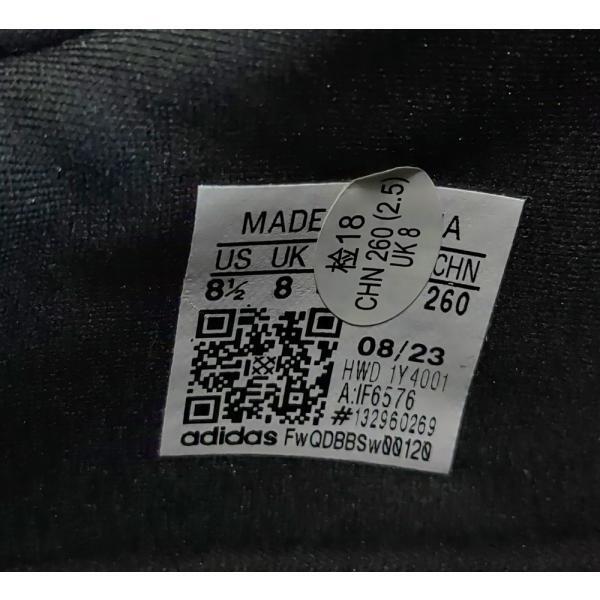 MADE
NA
US UK CHN
8½ 8 260
检18
CHN 260 (2.5)
UK 8
08/23
HWD 1Y4001
A:IF6576
#132960269
adidas FwQDBBSw00120